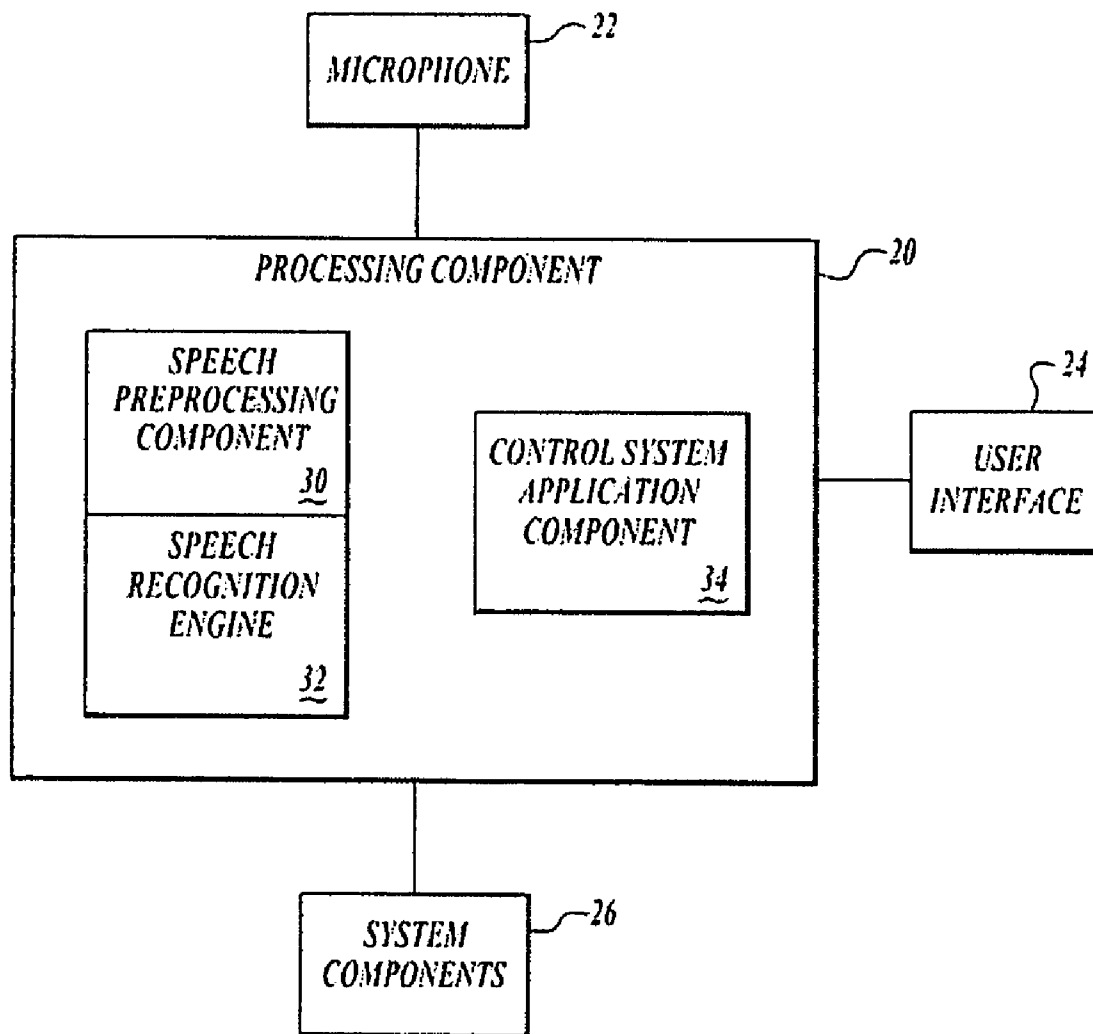 22
MICROPHONE
PROCESSING COMPONENT
20
SPEECH
PREPROCESSING
COMPONENT
30
SPEECH
RECOGNITION
ENGINE
32
CONTROL SYSTEM
APPLICATION
COMPONENT
34
24
USER
INTERFACE
26
SYSTEM
COMPONENTS